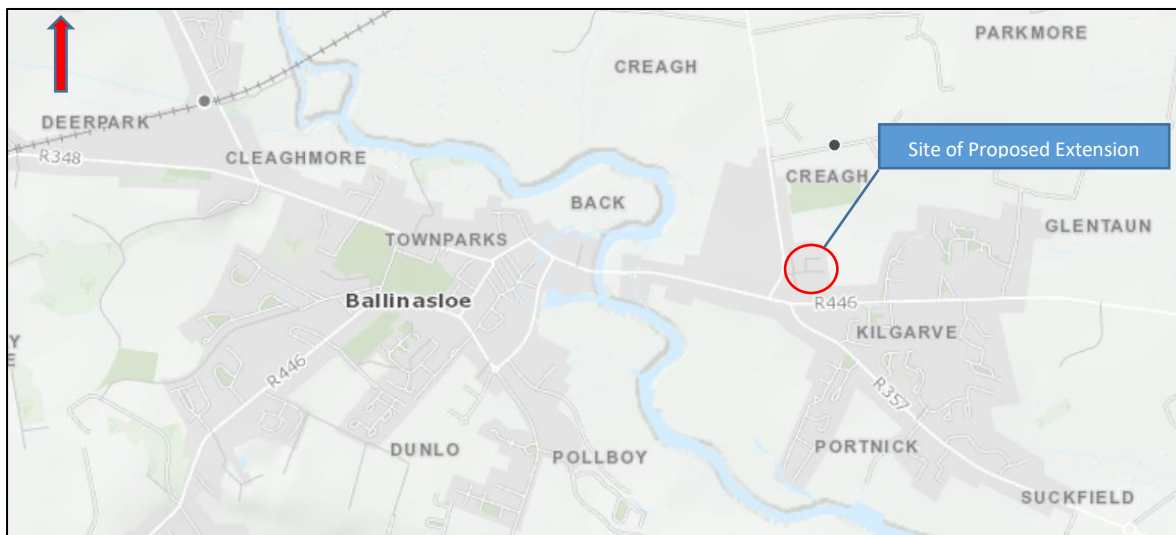 PARKMORE
CREAGH
DEERPARK
R348
CLEAGHMORE
Site of Proposed Extension
CREAGH
BACK
GLENTAUN
TOWNPARKS
Ballinasloe
R446
KILGARVE
R446
R357
DUNLO
POLLBOY
PORTNICK
SUCKFIELD